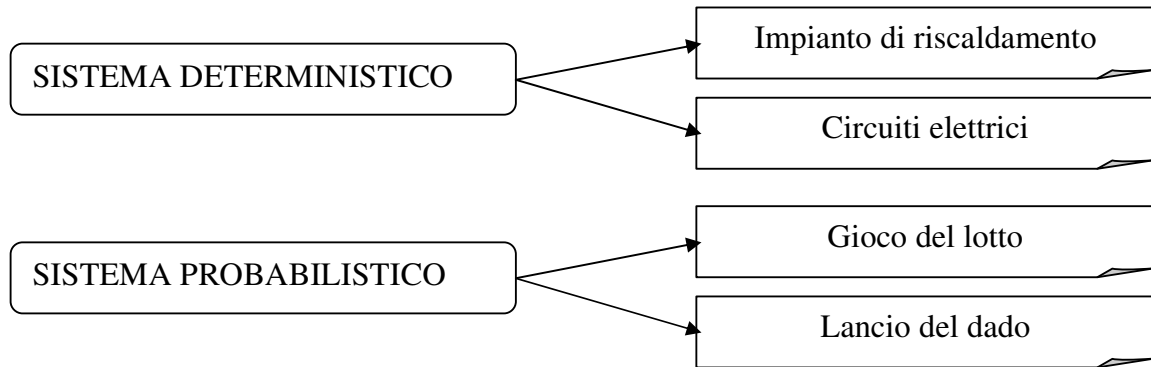 SISTEMA DETERMINISTICO
Impianto di riscaldamento
Circuiti elettrici
SISTEMA PROBABILISTICO
Gioco del lotto
Lancio del dado